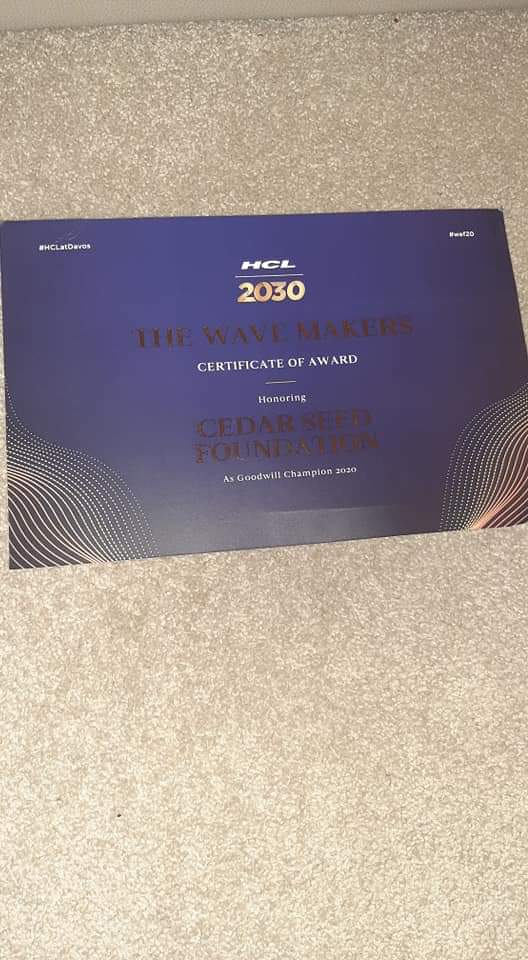 #HCLatDavos
#wef20
HCL
2030
THE WAVE MAKERS
CERTIFICATE OF AWARD
Honoring
CEDAR SEED
FOUNDATION
As Goodwill Champion 2020